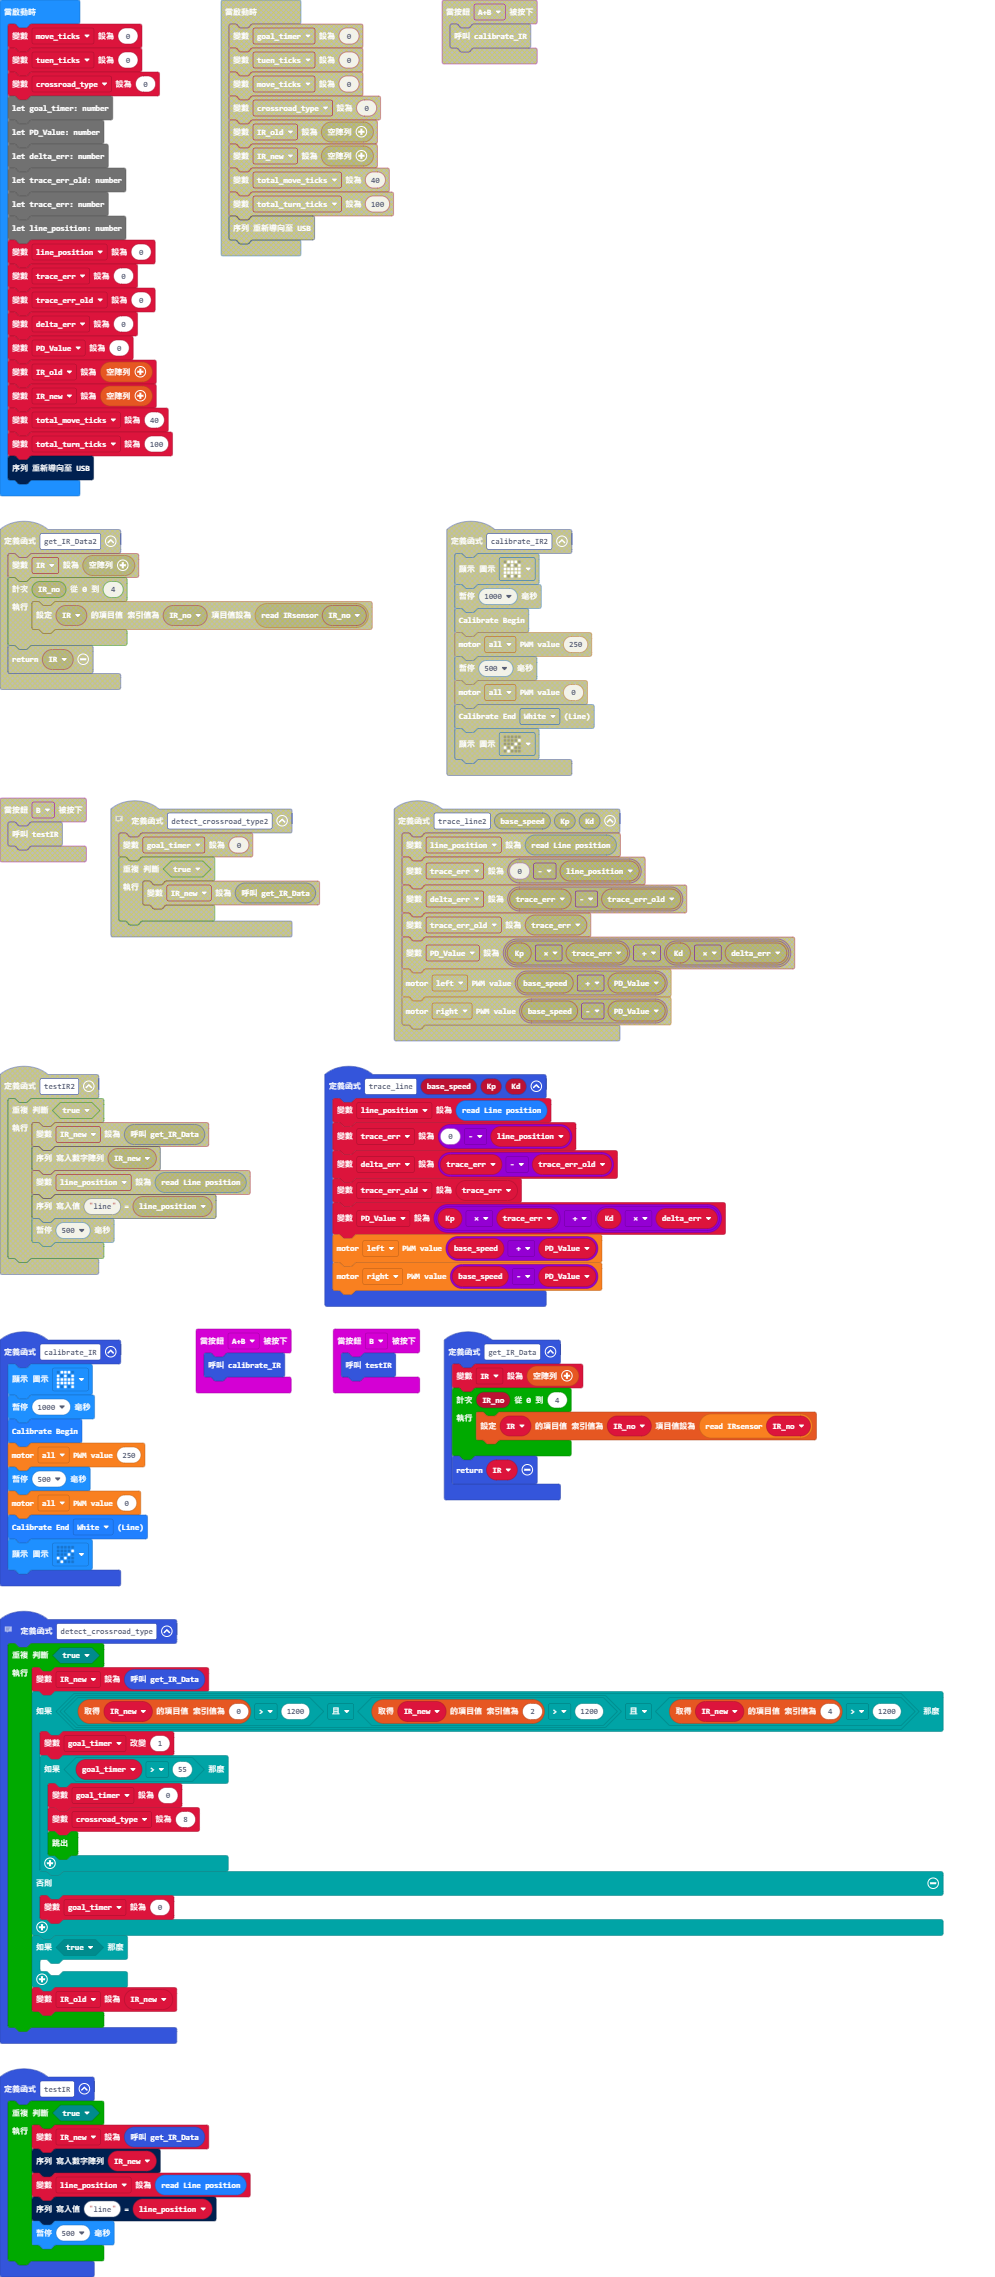 當啟動時
變數 move_ticks 設為 0
變數 tuen_ticks 設為 0
變數 crossroad_type 設為 0
let goal_timer: number
let PD_Value: number
let delta_err: number
let trace_err_old: number
let trace_err: number
let line_position: number
變數 line_position 設為 0
變數 trace_err 設為 0
變數 trace_err_old 設為 0
變數 delta_err 設為 0
變數 PD_Value 設為 0
變數 IR_old 設為 空陣列
變數 IR_new 設為 空陣列
變數 total_move_ticks 設為 40
變數 total_turn_ticks 設為 100
序列 重新導向至 USB
當啟動時
變數 goal_timer 設為 0
變數 tuen_ticks 設為 0
變數 move_ticks 設為 0
變數 crossroad_type 設為 0
變數 IR_old 設為 空陣列
變數 IR_new 設為 空陣列
變數 total_move_ticks 設為 40
變數 total_turn_ticks 設為 100
序列 重新導向至 USB
當按鈕 A+B 被按下
呼叫 calibrate_IR
定義函式 get_IR_Data2
變數 IR 設為 空陣列
計次 IR_no 從 0 到 4
執行
設定 IR 的項目值 索引值為 IR_no 項目值設為 read IRsensor IR_no
return IR
定義函式 calibrate_IR2
顯示 圖示
暫停 1000 毫秒
Calibrate Begin
motor all PWM value 250
暫停 500 毫秒
motor all PWM value 0
Calibrate End White (Line)
顯示 圖示
當按鈕 B 被按下
呼叫 testIR
定義函式 detect_crossroad_type2
變數 goal_timer 設為 0
重複 判斷 true
執行 變數 IR_new 設為 呼叫 get_IR_Data
定義函式 trace_line2 base_speed Kp Kd
變數 line_position 設為 read Line position
變數 trace_err 設為 0 - line_position
變數 delta_err 設為 trace_err - trace_err_old
變數 trace_err_old 設為 trace_err
變數 PD_Value 設為 Kp × trace_err + Kd × delta_err
motor left PWM value base_speed + PD_Value
motor right PWM value base_speed - PD_Value
定義函式 testIR2
重複 判斷 true
執行 變數 IR_new 設為 呼叫 get_IR_Data
序列 寫入數字陣列 IR_new
變數 line_position 設為 read Line position
序列 寫入值 "line" = line_position
暫停 500 毫秒
定義函式 trace_line base_speed Kp Kd
變數 line_position 設為 read Line position
變數 trace_err 設為 0 - line_position
變數 delta_err 設為 trace_err - trace_err_old
變數 trace_err_old 設為 trace_err
變數 PD_Value 設為 Kp × trace_err + Kd × delta_err
motor left PWM value base_speed + PD_Value
motor right PWM value base_speed - PD_Value
定義函式 calibrate_IR
顯示 圖示
暫停 1000 毫秒
Calibrate Begin
motor all PWM value 250
暫停 500 毫秒
motor all PWM value 0
Calibrate End White (Line)
顯示 圖示
當按鈕 A+B 被按下
呼叫 calibrate_IR
當按鈕 B 被按下
呼叫 testIR
定義函式 get_IR_Data
變數 IR 設為 空陣列
計次 IR_no 從 0 到 4
執行
設定 IR 的項目值 索引值為 IR_no 項目值設為 read IRsensor IR_no
return IR
定義函式 detect_crossroad_type
重複 判斷 true
執行 變數 IR_new 設為 呼叫 get_IR_Data
如果 取得 IR_new 的項目值 索引值為 0 > 1200 且 取得 IR_new 的項目值 索引值為 2 > 1200 且 取得 IR_new 的項目值 索引值為 4 > 1200 那麼
變數 goal_timer 改變 1
如果 goal_timer > 55 那麼
變數 goal_timer 設為 0
變數 crossroad_type 設為 8
跳出
否則
變數 goal_timer 設為 0
如果 true 那麼
變數 IR_old 設為 IR_new
定義函式 testIR
重複 判斷 true
執行 變數 IR_new 設為 呼叫 get_IR_Data
序列 寫入數字陣列 IR_new
變數 line_position 設為 read Line position
序列 寫入值 "line" = line_position
暫停 500 毫秒